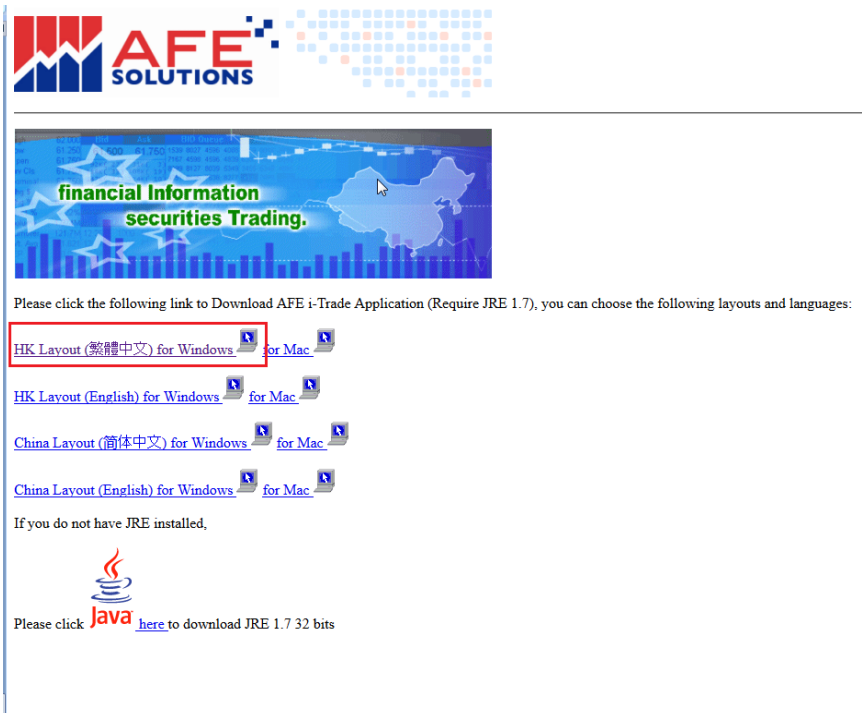 AFE
SOLUTIONS
financial Information
securities Trading.
Please click the following link to Download AFE i-Trade Application (Require JRE 1.7), you can choose the following layouts and languages:
HK Layout (繁體中文) for Windows for Mac
HK Layout (English) for Windows for Mac
China Layout (简体中文) for Windows for Mac
China Layout (English) for Windows for Mac
If you do not have JRE installed,
Java
Please click here to download JRE 1.7 32 bits